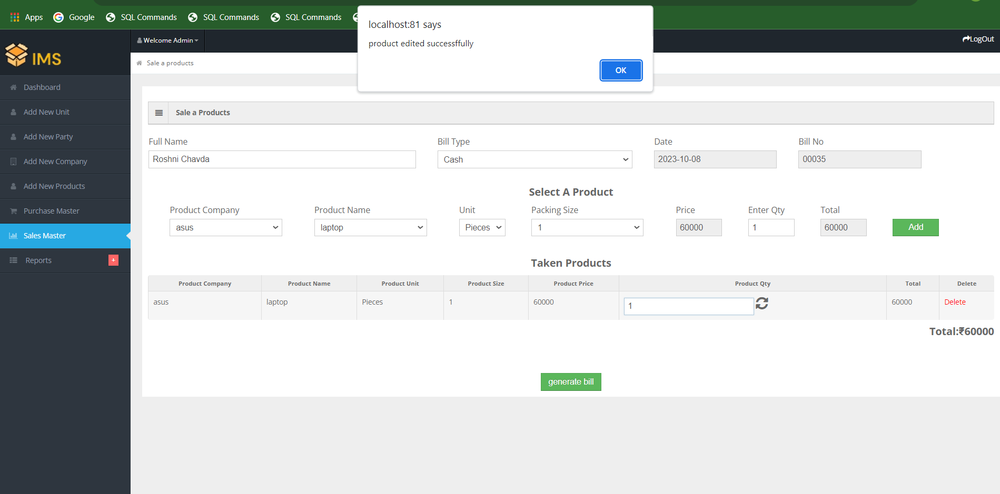 Apps Google SQL Commands SQL Commands SQL Commands
localhost:81 says
product edited successffully
OK
IMS
Welcome Admin
LogOut
Sale a products
Dashboard
Add New Unit
Add New Party
Add New Company
Add New Products
Purchase Master
Sales Master
Reports +
Sale a Products
Full Name Bill Type Date Bill No
Roshni Chavda Cash 2023-10-08 00035
Select A Product
Product Company Product Name Unit Packing Size Price Enter Qty Total
asus laptop Pieces 1 60000 1 60000 Add
Taken Products
Product Company Product Name Product Unit Product Size Product Price Product Qty Total Delete
asus laptop Pieces 1 60000 1 60000 Delete
Total:₹60000
generate bill